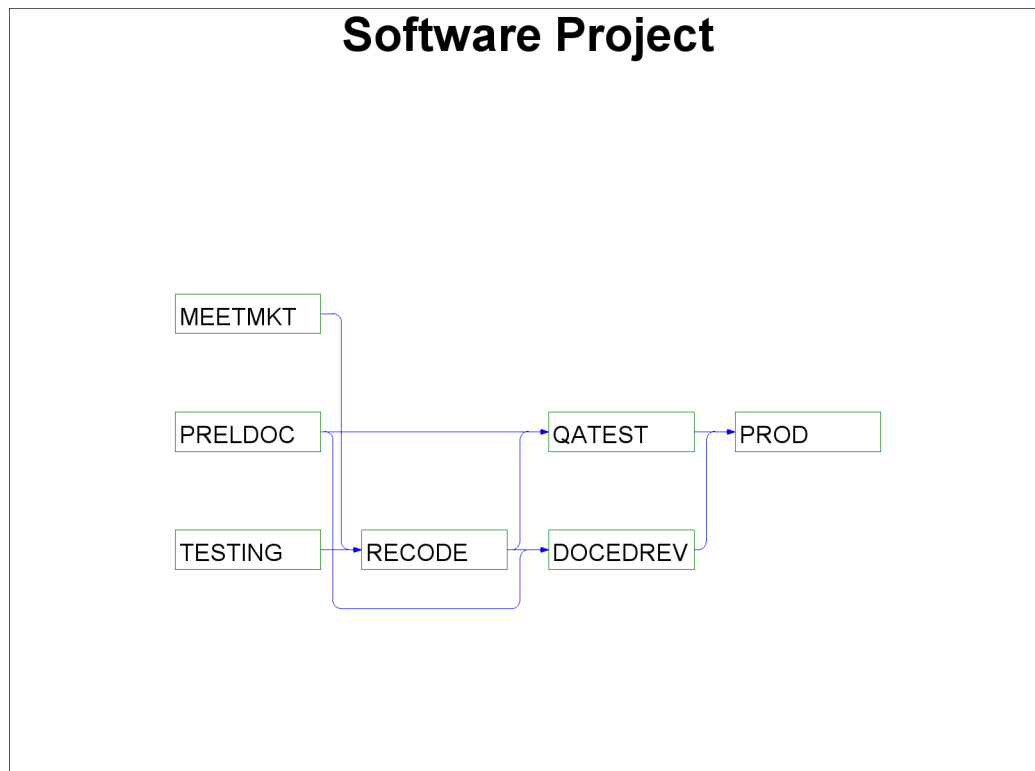 Software Project
MEETMKT
PRELDOC
QATEST
PROD
TESTING
RECODE
DOCEDREV